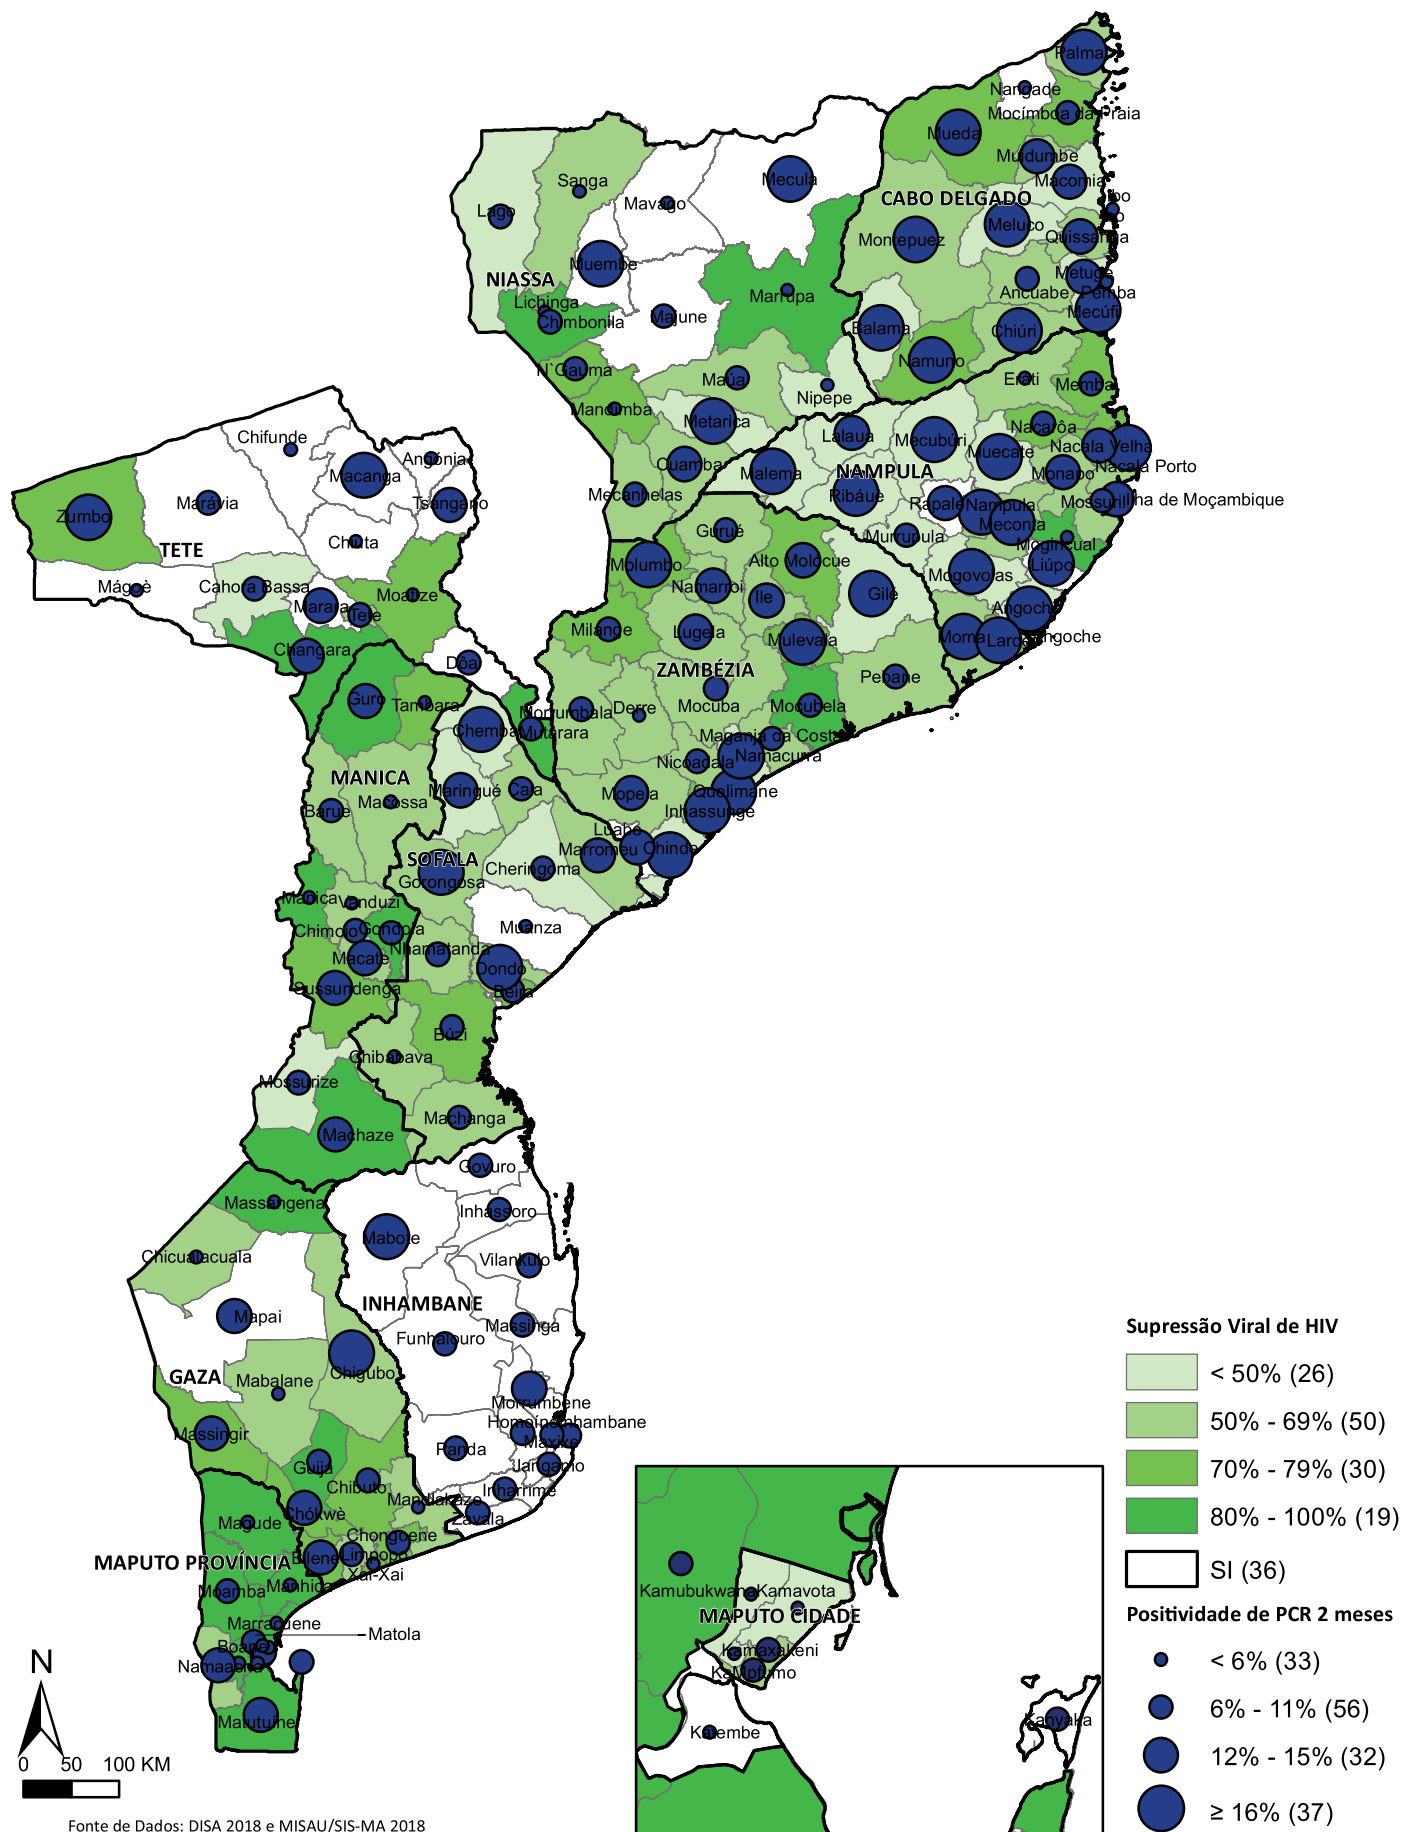 Palma
Nangade
Mocímboa da Praia
Mueda
Muidumbe
Macomia
Mecula
Sanga
Mavago
CABO DELGADO
Ibo
Lago
Meluco
Quissanga
Montepuez
Muembe
Metuge
NIASSA
Ancuabe
Pemba
Marrupa
Lichinga
Mecúfi
Chimbonila
Majune
Balama
Chiúri
Namuno
N`Gauma
Maúa
Eráti
Memba
Nipepe
Mandimba
Metarica
Nacarôa
Lalaua
Mecubúri
Chifunde
Nacala Velha
Muecate
Angónia
Cuamba
Nacala Porto
Macanga
Malema
NAMPULA
Monapo
Mecanhelas
Ribáue
Marávia
Tsangano
Rapale
Nampula
Mossuril
Ilha de Moçambique
Zumbo
Meconta
Gurué
Murrupula
Chiuta
Mogincual
TETE
Alto Molócue
Molumbo
Liúpo
Mogovolas
Mágoè
Cahora Bassa
Namarroi
Moatize
Ile
Gilé
Marara
Angoche
Tete
Milange
Lugela
Mulevala
Moma
Larde
Angoche
Changara
Dôa
ZAMBÉZIA
Pebane
Guro
Tambara
Mocuba
Mocubela
Morrumbala
Derre
Chemba
Mutarara
Maganja da Costa
Namacurra
Nicoadala
MANICA
Maringué
Caia
Mopeia
Quelimane
Macossa
Inhassunge
Barue
Luabo
Marromeu
Chinde
SOFALA
Cheringoma
Gorongosa
Manica
Vanduzi
Muanza
Chimoio
Gondola
Nhamatanda
Macate
Dondo
Sussundenga
Beira
Búzi
Chibabava
Mossurize
Machanga
Machaze
Govuro
Massangena
Inhassoro
Mabote
Chicualacuala
Vilankulo
INHAMBANE
Mapai
Massinga
Funhalouro
Chigubo
GAZA
Mabalane
Morrumbene
Homoíne
Inhambane
Massingir
Maxixe
Panda
Guijá
Jangamo
Chibuto
Inharrime
Mandlakaze
Chókwè
Zavala
Magude
Chongoene
Bilene
Limpopo
MAPUTO PROVÍNCIA
Xai-Xai
Manhiça
Moamba
Marracuene
Matola
Boane
Namaacha
Matutuíne
N
0 50 100 KM
Fonte de Dados: DISA 2018 e MISAU/SIS-MA 2018
Kamubukwana
Kamavota
MAPUTO CIDADE
Kamaxakeni
KaMpfumo
Katembe
Kanyaka
Supressão Viral de HIV
< 50% (26)
50% - 69% (50)
70% - 79% (30)
80% - 100% (19)
SI (36)
Positividade de PCR 2 meses
< 6% (33)
6% - 11% (56)
12% - 15% (32)
≥ 16% (37)